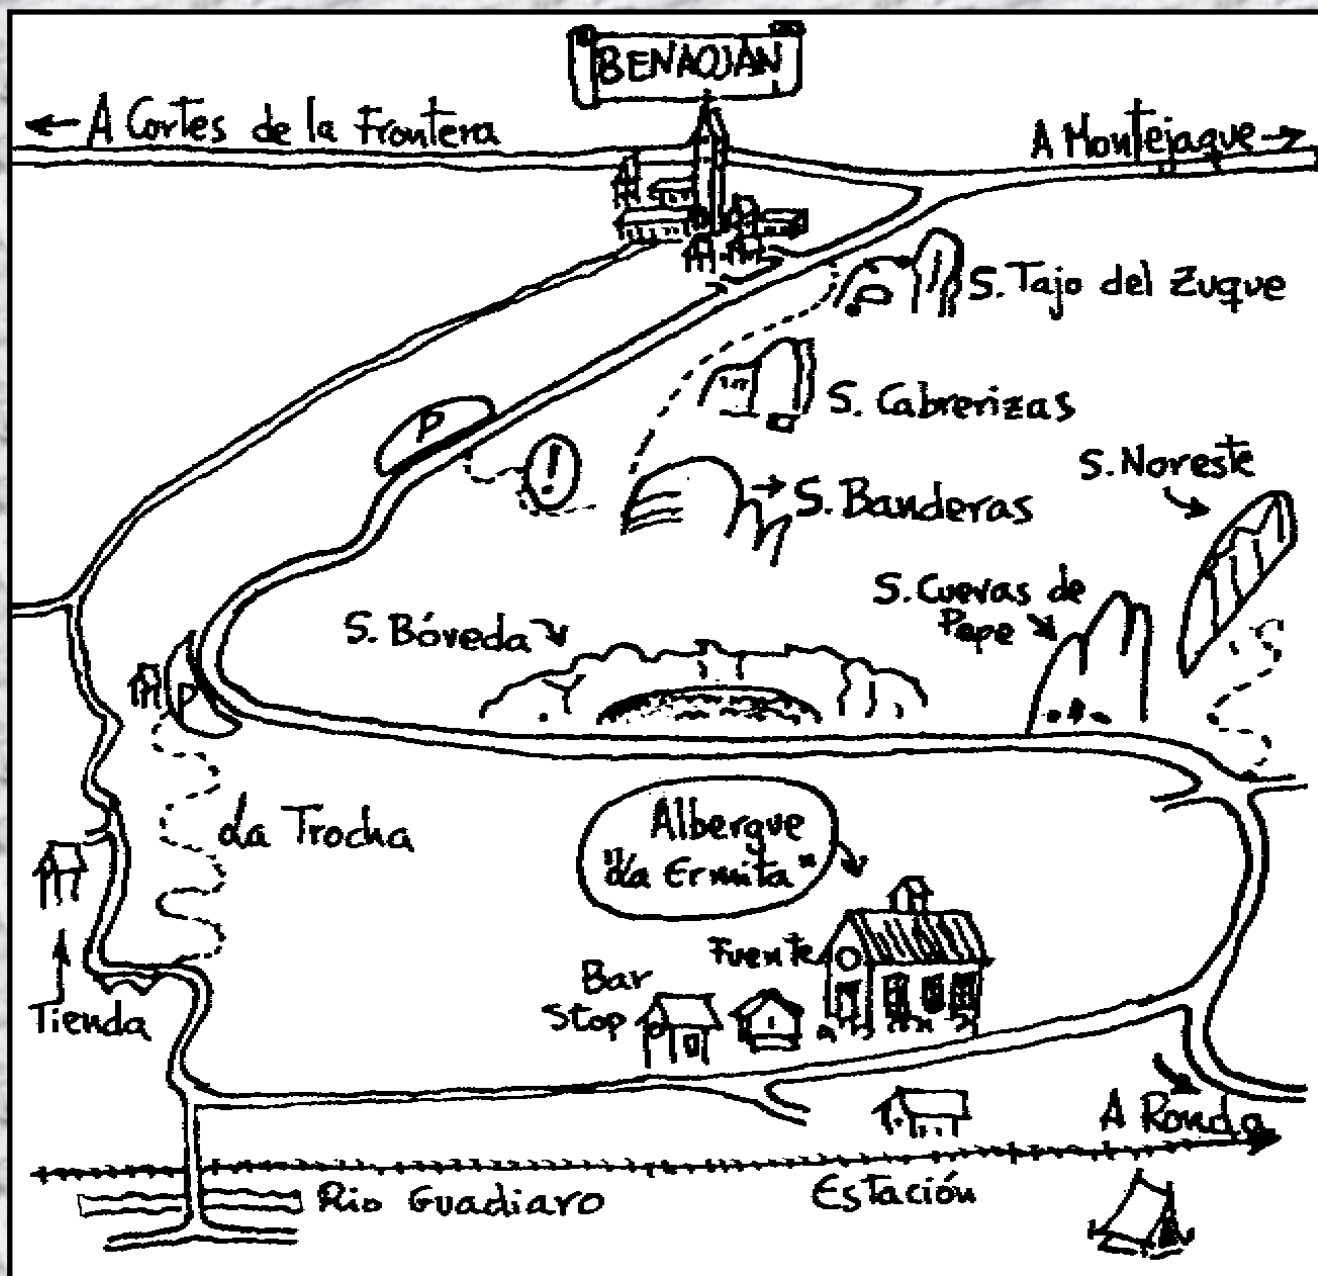 BENAOJAN
← A Cortes de la Frontera
A Montejaque →
S. Tajo del Zuque
S. Cabrerizas
P
!
S. Noreste
S. Banderas
S. Cuevas de
Pepe
S. Bóveda
P
La Trocha
Albergue
"La Ermita"
Fuente
Bar
Stop
Tienda
A Ronda
Rio Guadiaro
Estación